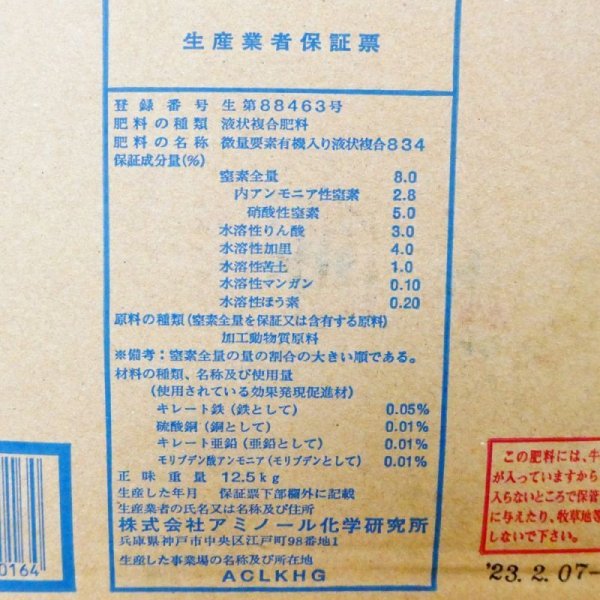 生産業者保証票
登録番号 生第88463号
肥料の種類 液状複合肥料
肥料の名称 微量要素有機入り液状複合834
保証成分量(%)
窒素全量 8.0
内アンモニア性窒素 2.8
硝酸性窒素 5.0
水溶性りん酸 3.0
水溶性加里 4.0
水溶性苦土 1.0
水溶性マンガン 0.10
水溶性ほう素 0.20
原料の種類(窒素全量を保証又は含有する原料)
加工動物質原料
※備考:窒素全量の量の割合の大きい順である。
材料の種類、名称及び使用量
(使用されている効果発現促進材)
キレート鉄(鉄として) 0.05%
硫酸銅(銅として) 0.01%
キレート亜鉛(亜鉛として) 0.01%
モリブデン酸アンモニア(モリブデンとして) 0.01%
正味重量 12.5kg
生産した年月 保証票下部欄外に記載
生産業者の氏名又は名称及び住所
株式会社アミノール化学研究所
兵庫県神戸市中央区江戸町98番地1
生産した事業場の名称及び所在地
ACLKHG
0164
この肥料には、牛
が入っていますから
入らないところで保管
に与えたり、牧草地等
しないで下さい。
'23.2.07-